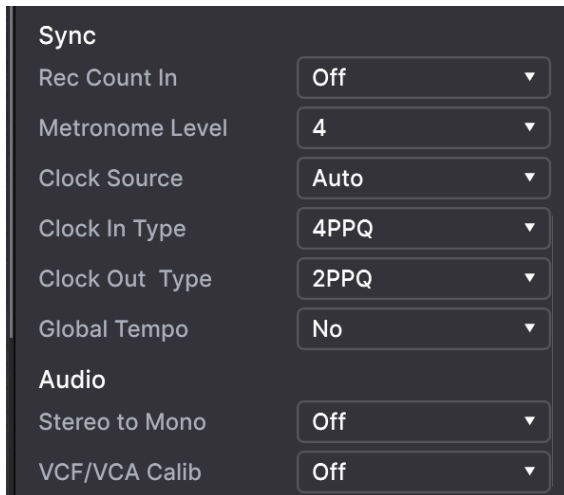 Sync
Rec Count In Off
Metronome Level 4
Clock Source Auto
Clock In Type 4PPQ
Clock Out Type 2PPQ
Global Tempo No
Audio
Stereo to Mono Off
VCF/VCA Calib Off